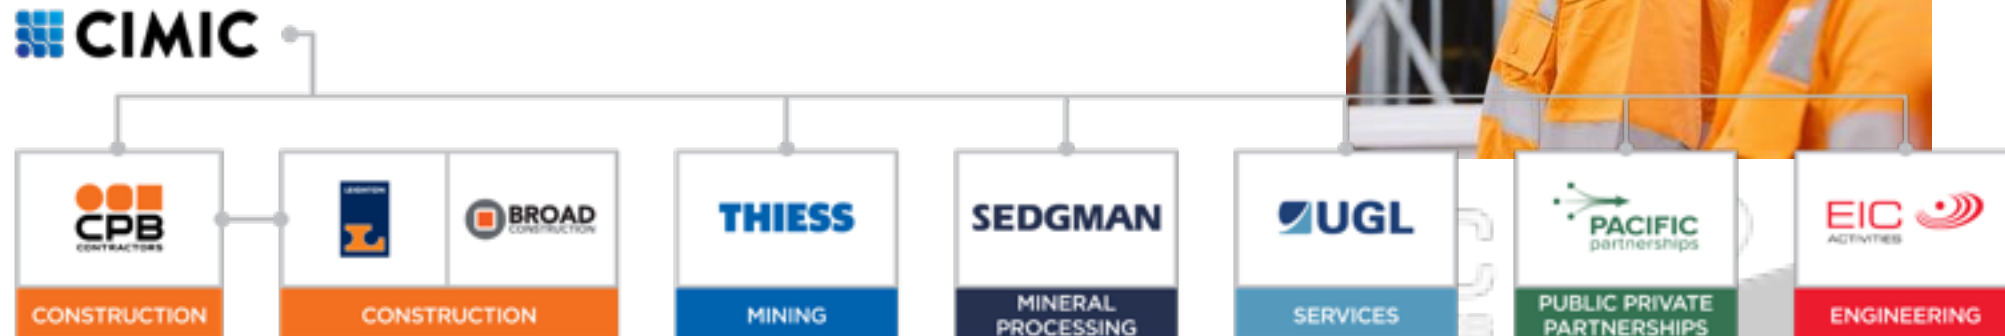 CIMIC
CPB
CONTRACTORS
LEIGHTON
BROAD
CONSTRUCTION
THIESS
SEDGMAN
UGL
PACIFIC
partnerships
EIC
ACTIVITIES
CONSTRUCTION
CONSTRUCTION
MINING
MINERAL
PROCESSING
SERVICES
PUBLIC PRIVATE
PARTNERSHIPS
ENGINEERING